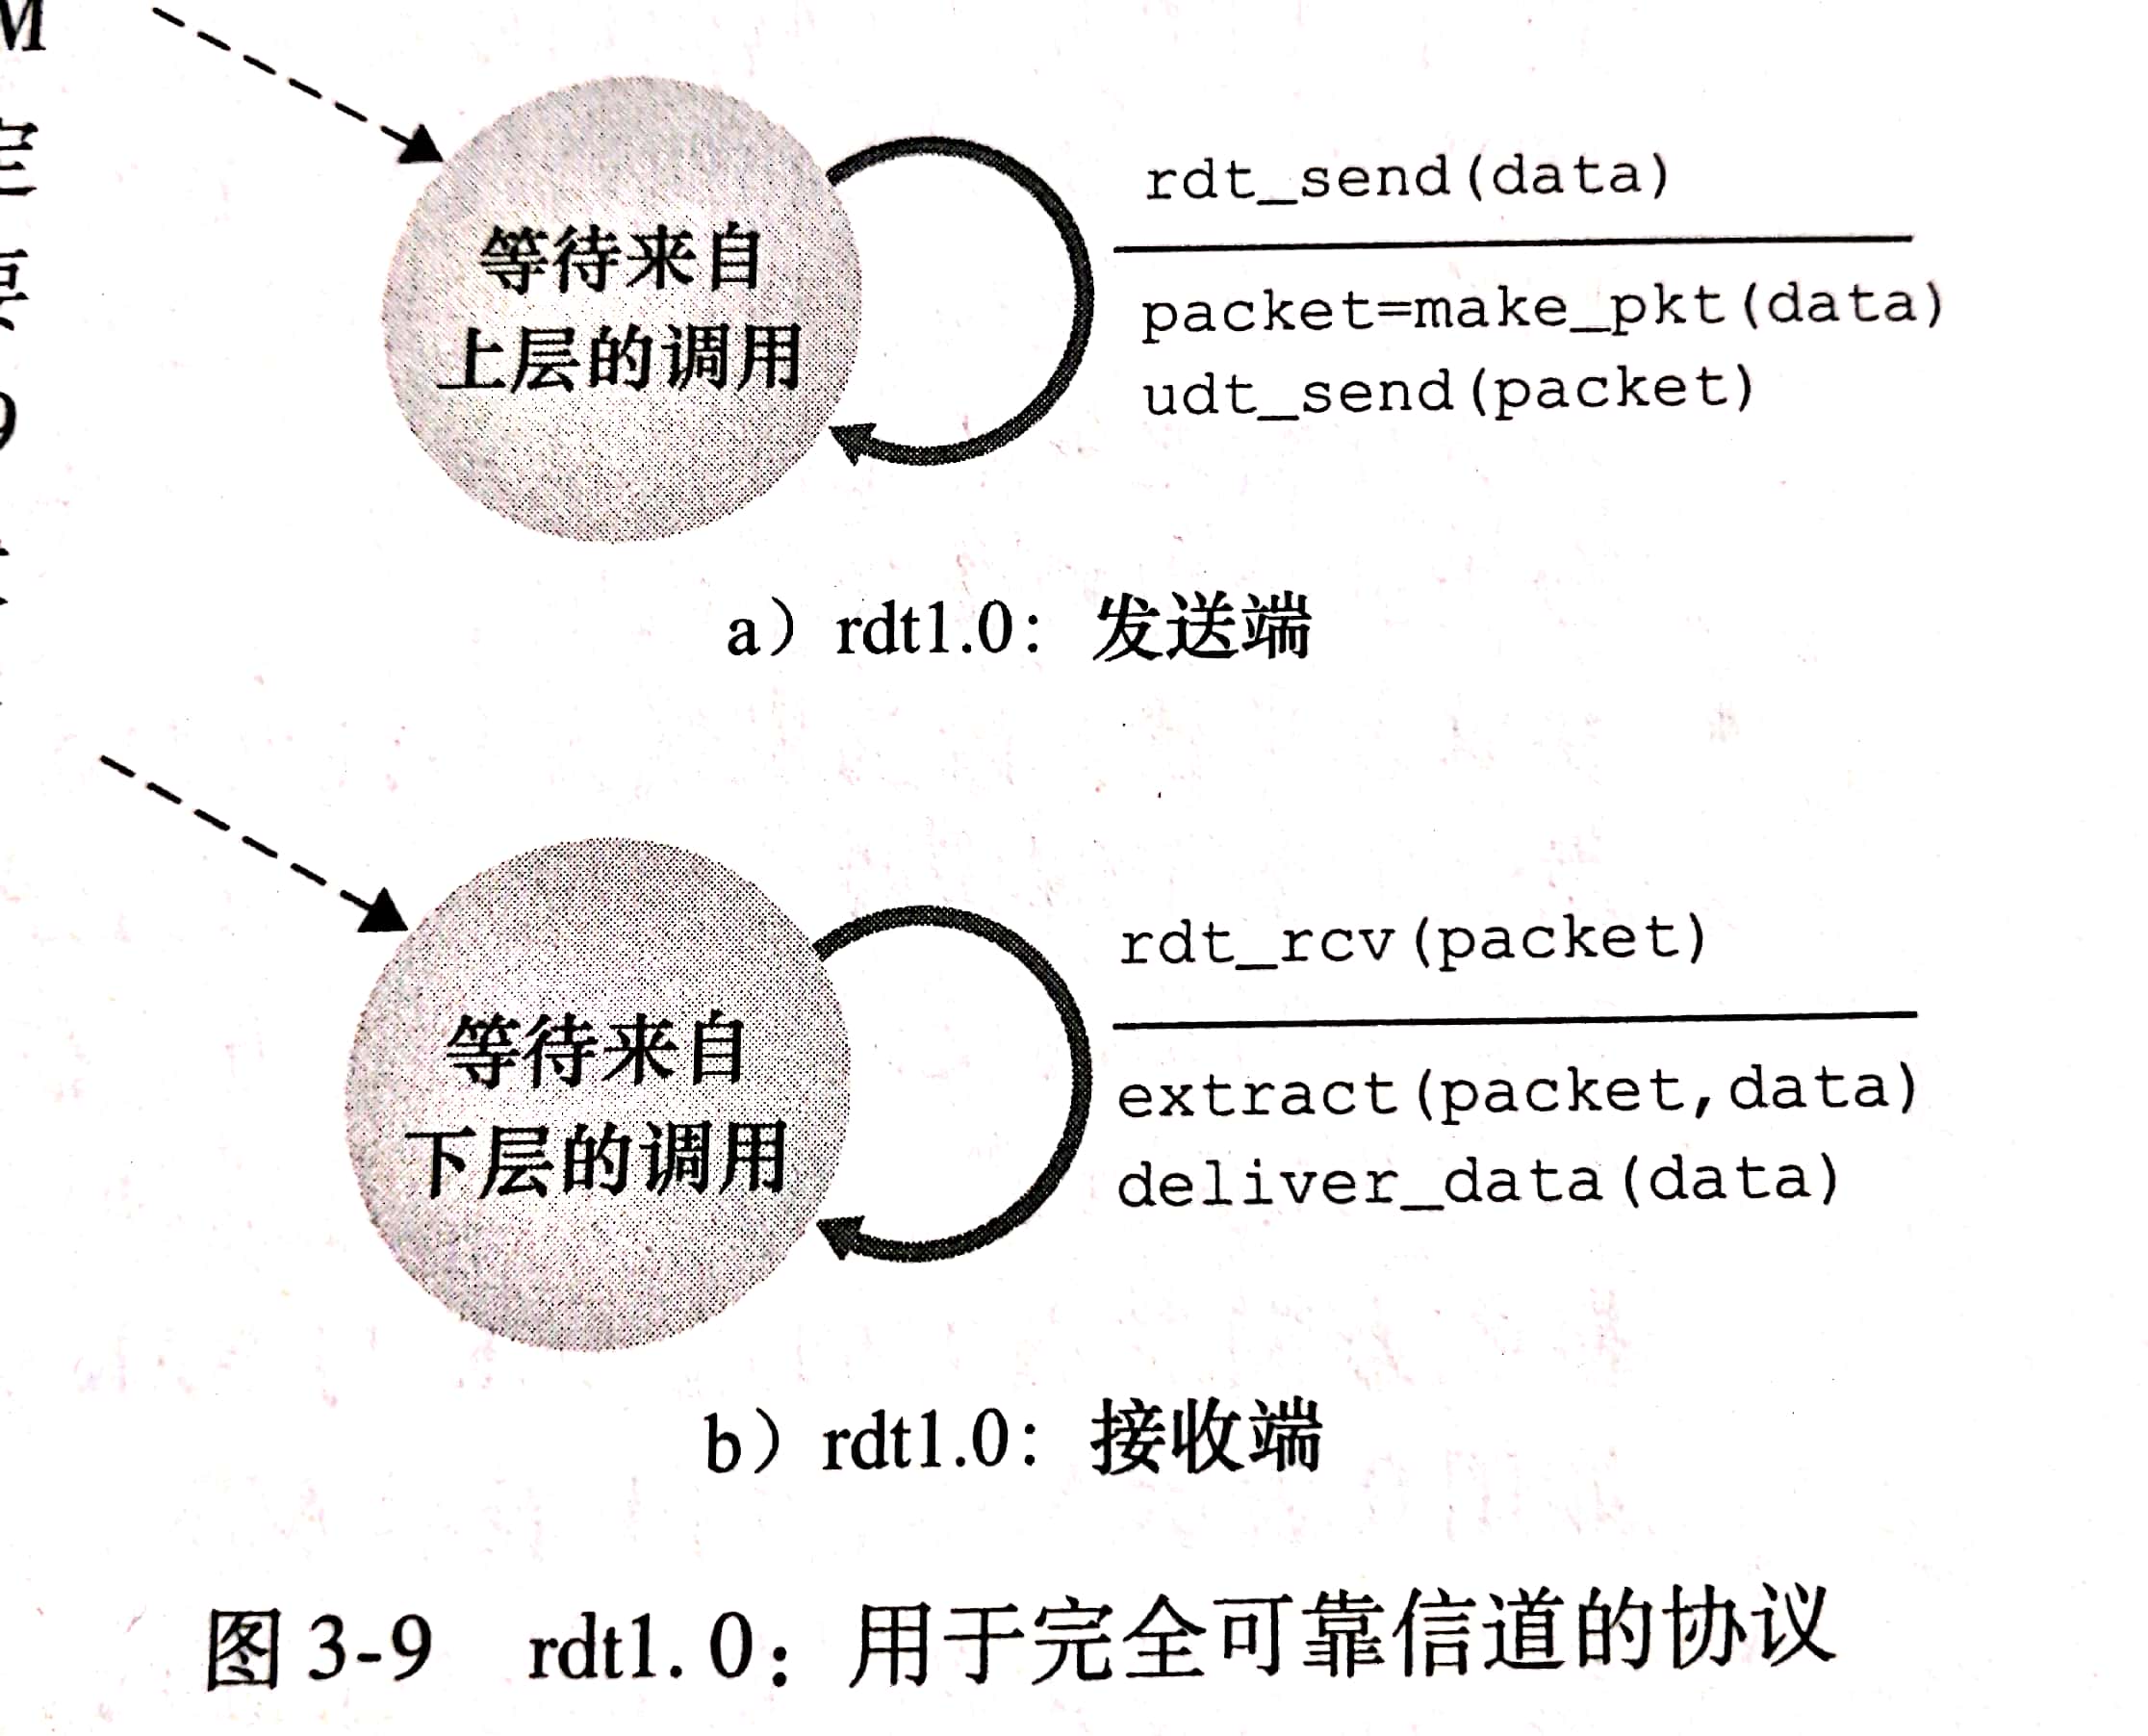 M
定
要
9
等待来自
上层的调用
rdt_send(data)
packet=make_pkt(data)
udt_send(packet)
a) rdt1.0: 发送端
等待来自
下层的调用
rdt_rcv(packet)
extract(packet,data)
deliver_data(data)
b) rdt1.0: 接收端
图 3-9 rdt1.0: 用于完全可靠信道的协议